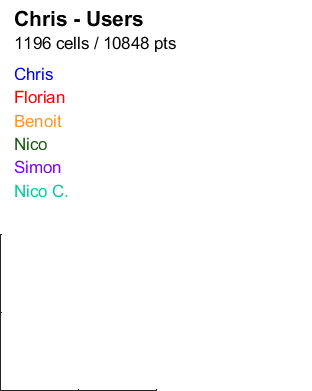 Chris - Users
1196 cells / 10848 pts
Chris
Florian
Benoit
Nico
Simon
Nico C.